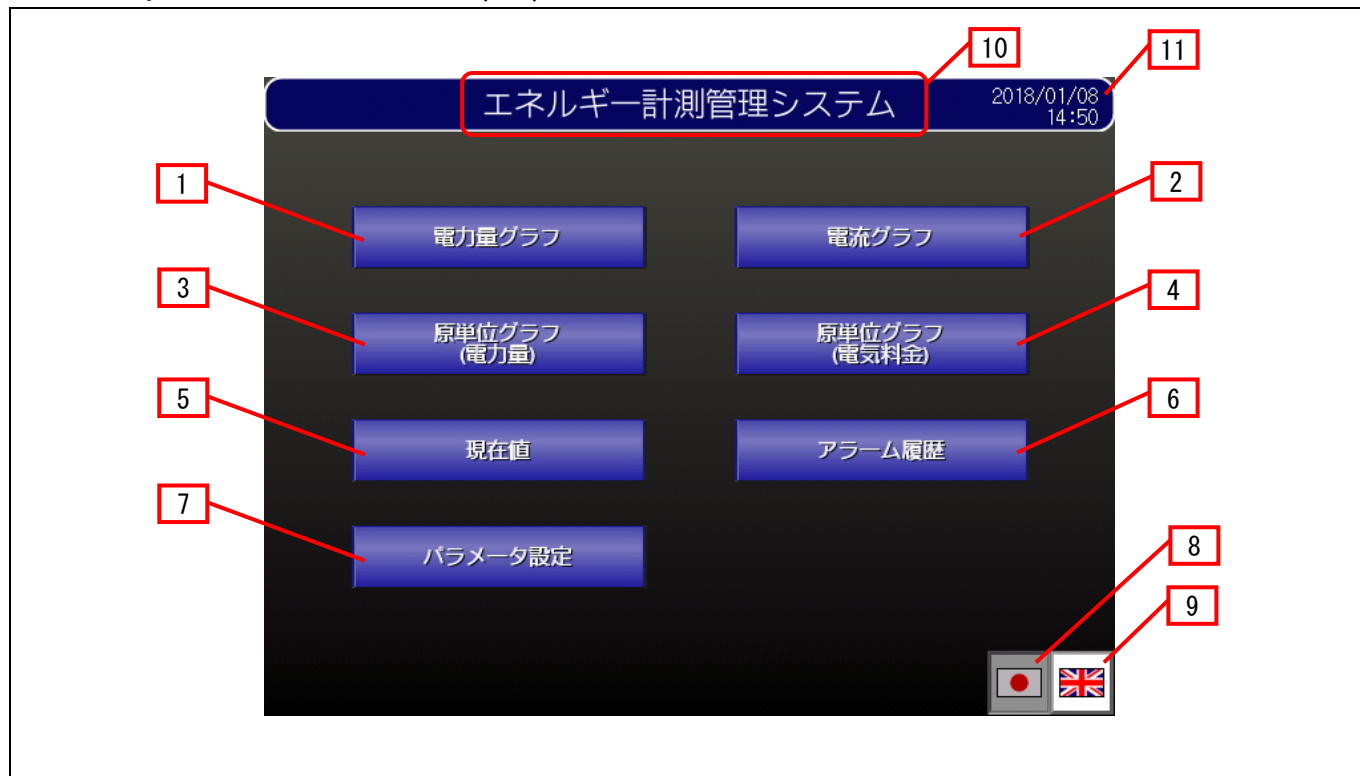 10
11
エネルギー計測管理システム
2018/01/08
14:50
1
2
電力量グラフ
電流グラフ
3
4
原単位グラフ
(電力量)
原単位グラフ
(電気料金)
5
6
現在値
アラーム履歴
7
パラメータ設定
8
9